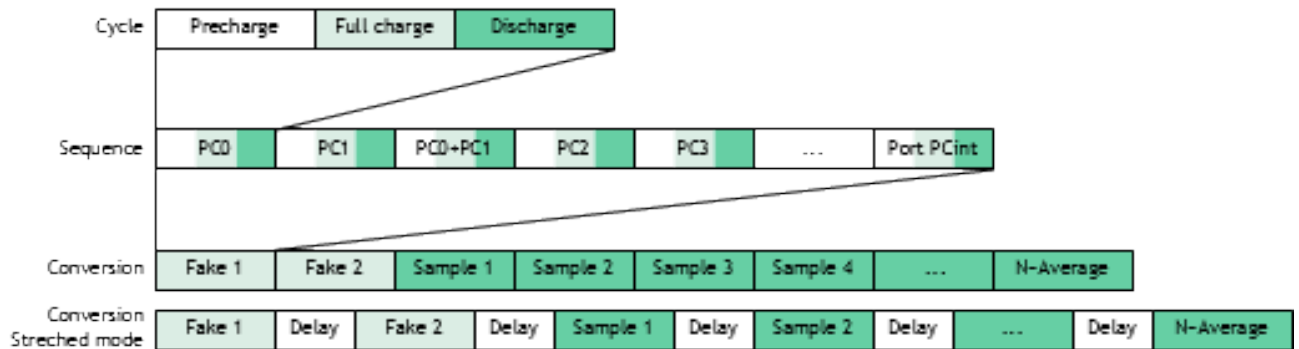 Cycle Precharge Full charge Discharge
Sequence PC0 PC1 PC0+PC1 PC2 PC3 ... Port PCint
Conversion Fake 1 Fake 2 Sample 1 Sample 2 Sample 3 Sample 4 ... N-Average
Conversion
Streched mode Fake 1 Delay Fake 2 Delay Sample 1 Delay Sample 2 Delay ... Delay N-Average